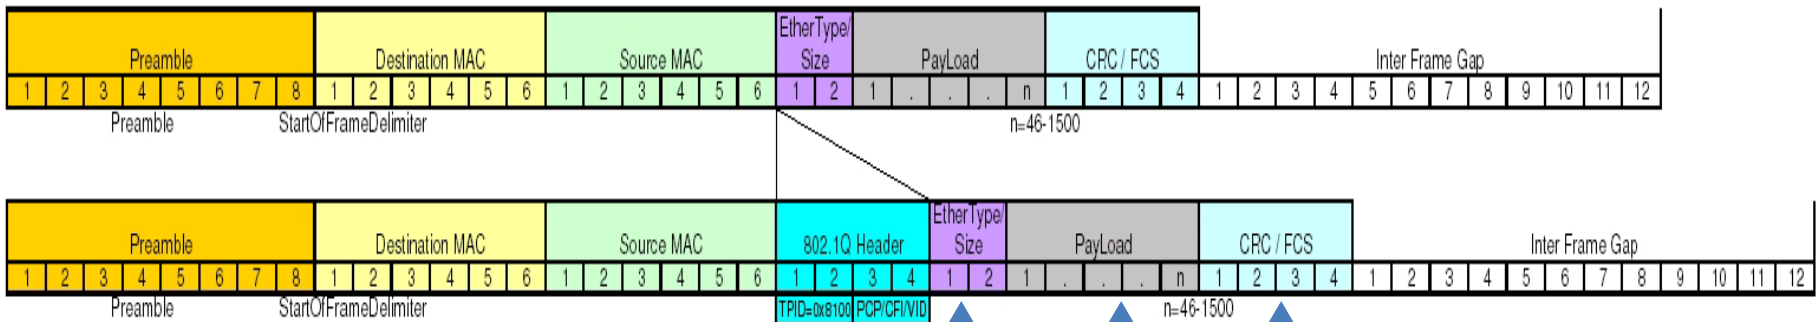 EtherType/
Preamble Destination MAC Source MAC Size PayLoad CRC / FCS Inter Frame Gap
1 2 3 4 5 6 7 8 1 2 3 4 5 6 1 2 3 4 5 6 1 2 1 . . . n 1 2 3 4 1 2 3 4 5 6 7 8 9 10 11 12
Preamble StartOfFrameDelimiter n=46-1500
EtherType/
Preamble Destination MAC Source MAC 802.1Q Header Size PayLoad CRC / FCS Inter Frame Gap
1 2 3 4 5 6 7 8 1 2 3 4 5 6 1 2 3 4 5 6 1 2 3 4 1 2 1 . . . n 1 2 3 4 1 2 3 4 5 6 7 8 9 10 11 12
Preamble StartOfFrameDelimiter TPID=0x8100 PCP/CFI/VID n=46-1500